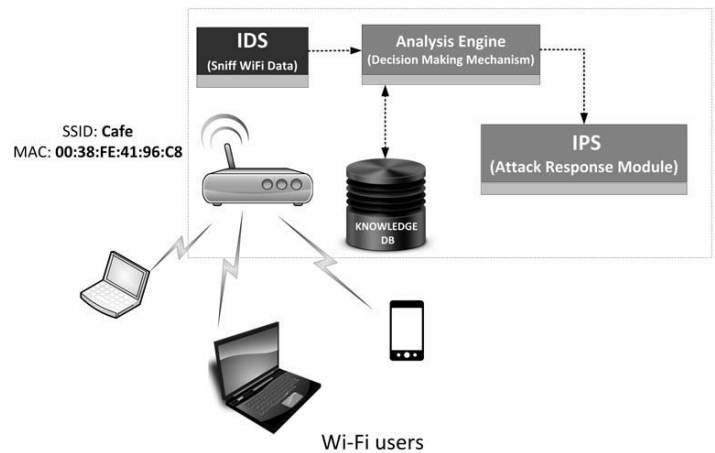 IDS
(Sniff WiFi Data)
Analysis Engine
(Decision Making Mechanism)
SSID: Cafe
MAC: 00:38:FE:41:96:C8
IPS
(Attack Response Module)
KNOWLEDGE
DB
Wi-Fi users